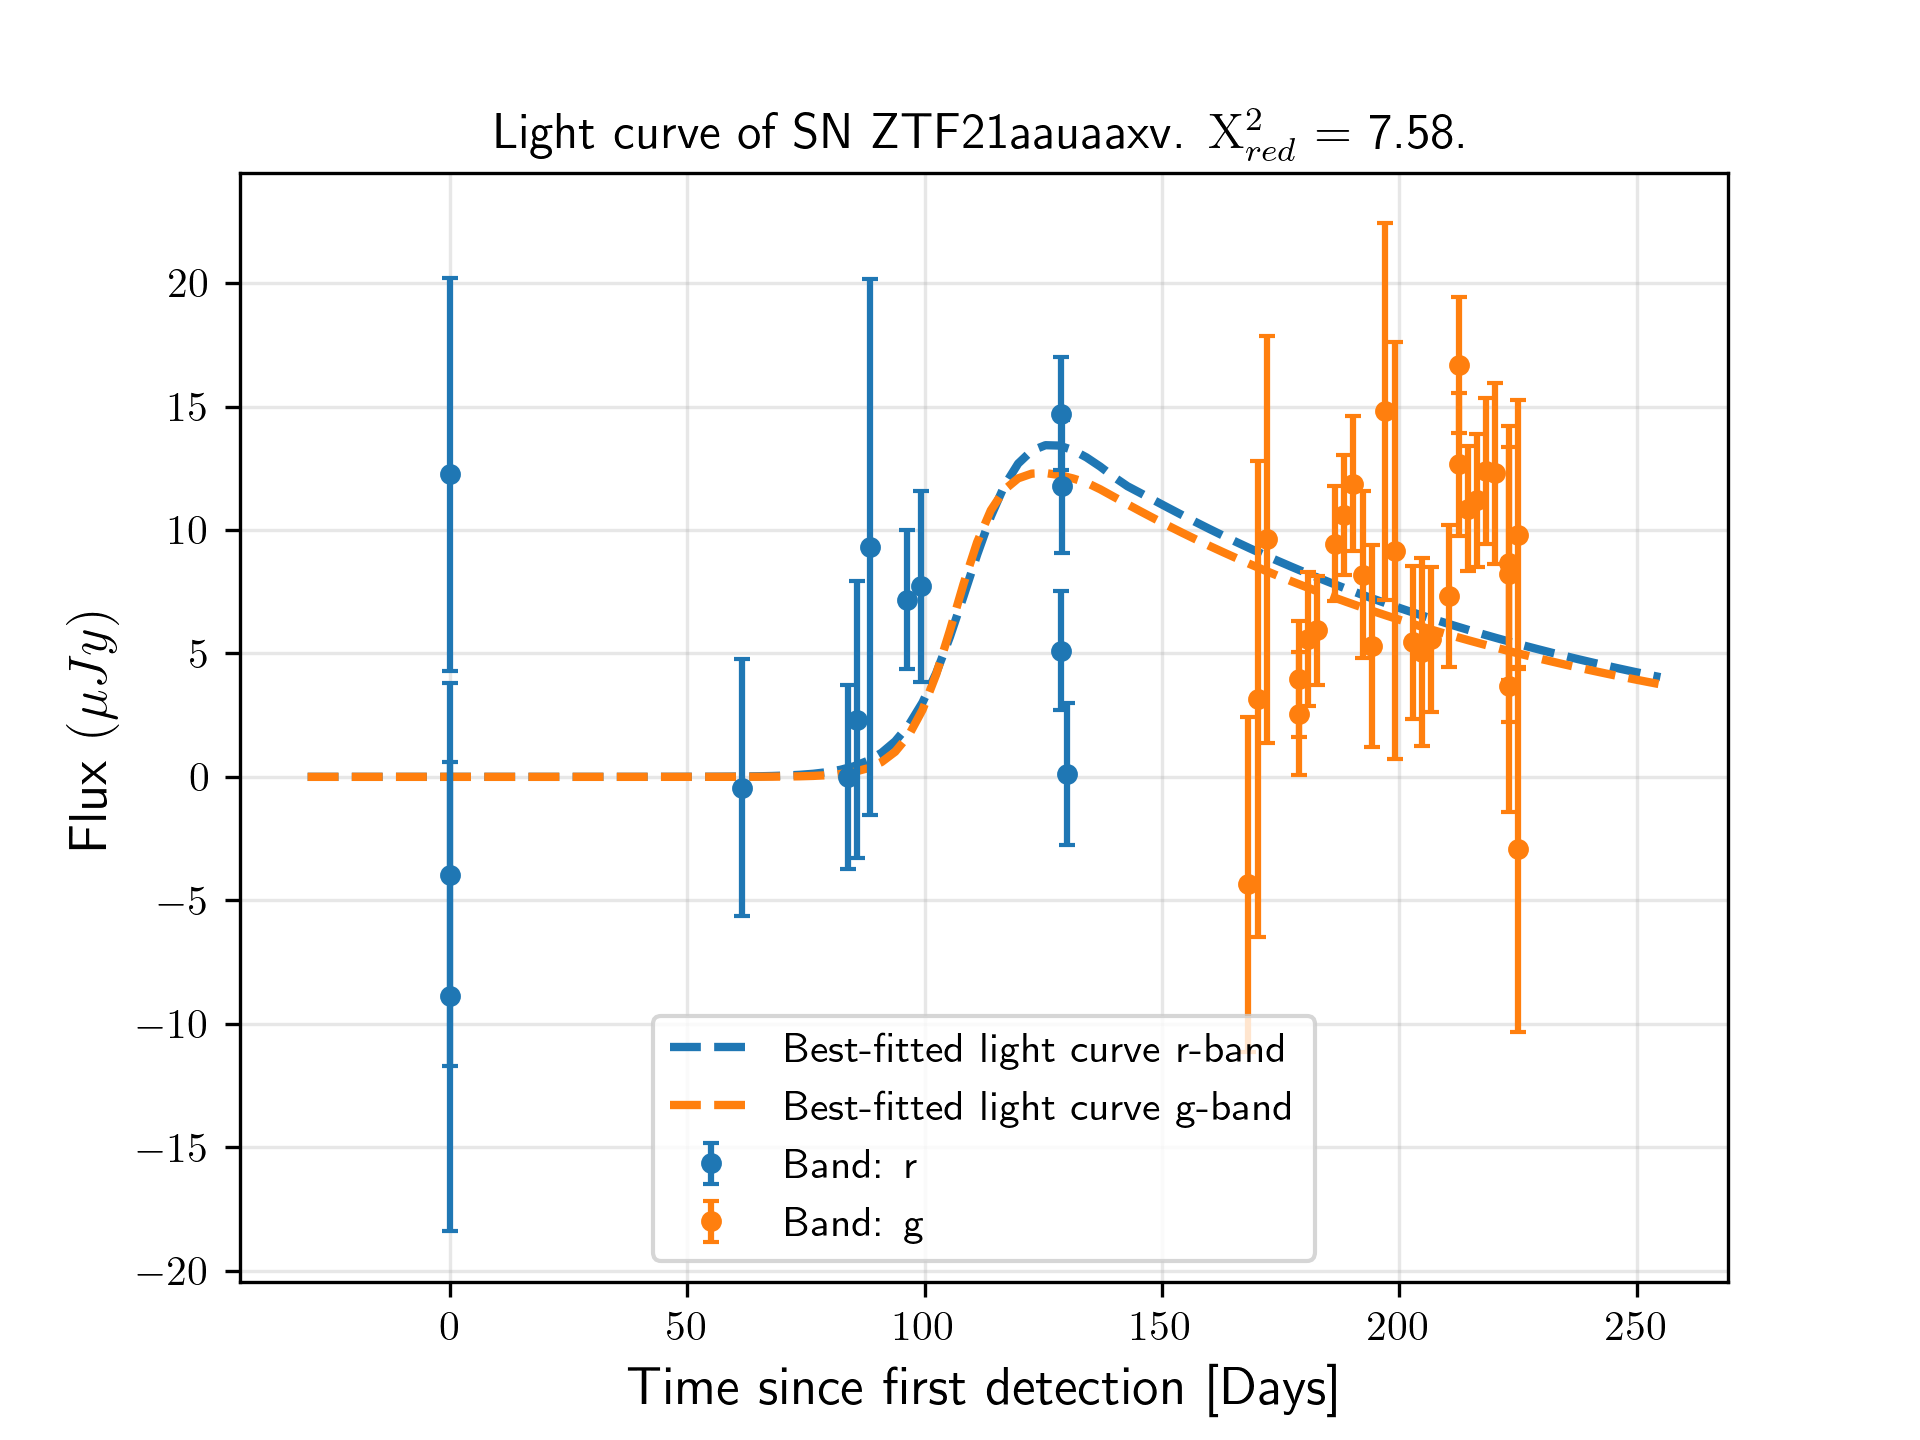 Light curve of SN ZTF21aauaaxv. X²_red = 7.58.
Flux (μJy)
20
15
10
5
0
−5
−10
−15
−20
Best-fitted light curve r-band
Best-fitted light curve g-band
Band: r
Band: g
0 50 100 150 200 250
Time since first detection [Days]